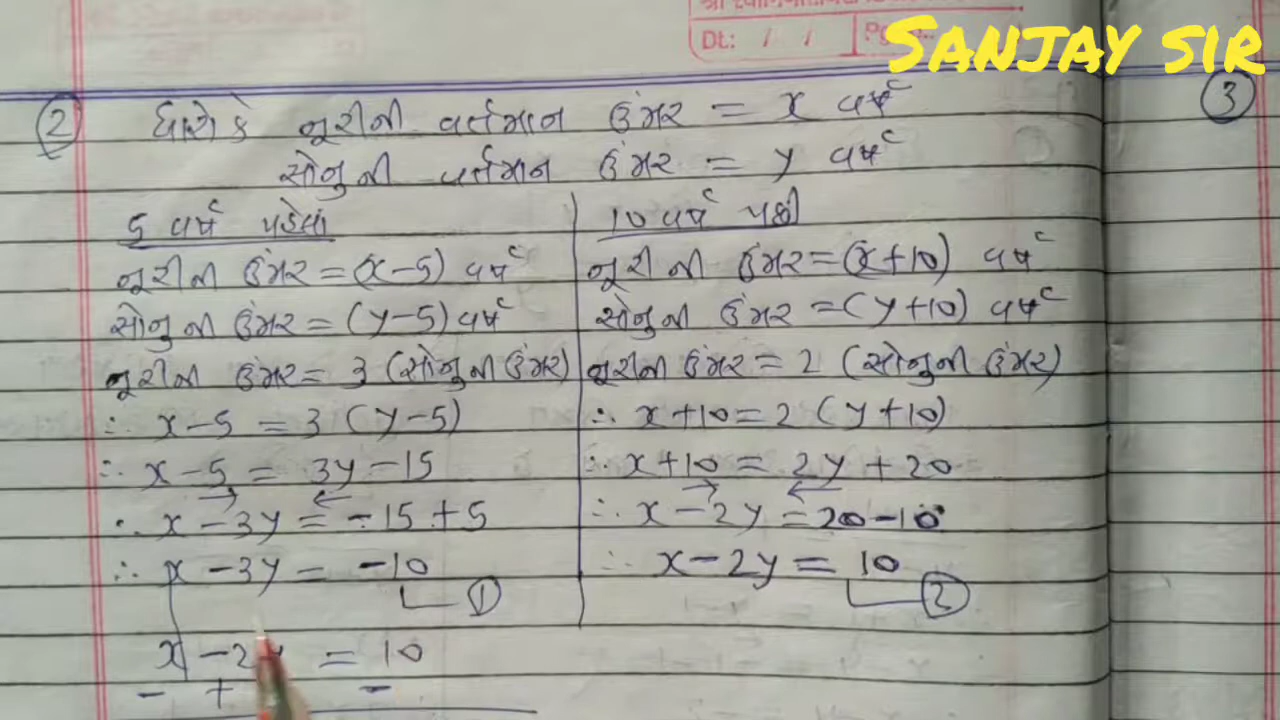 Dt: / /
SANJAY SIR
② ધારો કે નૂરીની વર્તમાન ઉંમર = x વર્ષ
③
સોનુની વર્તમાન ઉંમર = y વર્ષ
5 વર્ષ પહેલાં
નૂરીની ઉંમર = (x-5) વર્ષ
સોનુની ઉંમર = (y-5) વર્ષ
નૂરીની ઉંમર = 3 (સોનુની ઉંમર)
∴ x-5 = 3 (y-5)
∴ x-5 = 3y-15
∴ x-3y = -15+5
∴ x-3y = -10
①
x-2y = 10
- + -
10 વર્ષ પછી
નૂરીની ઉંમર = (x+10) વર્ષ
સોનુની ઉંમર = (y+10) વર્ષ
નૂરીની ઉંમર = 2 (સોનુની ઉંમર)
∴ x+10 = 2 (y+10)
∴ x+10 = 2y+20
∴ x-2y = 20-10
∴ x-2y = 10
②